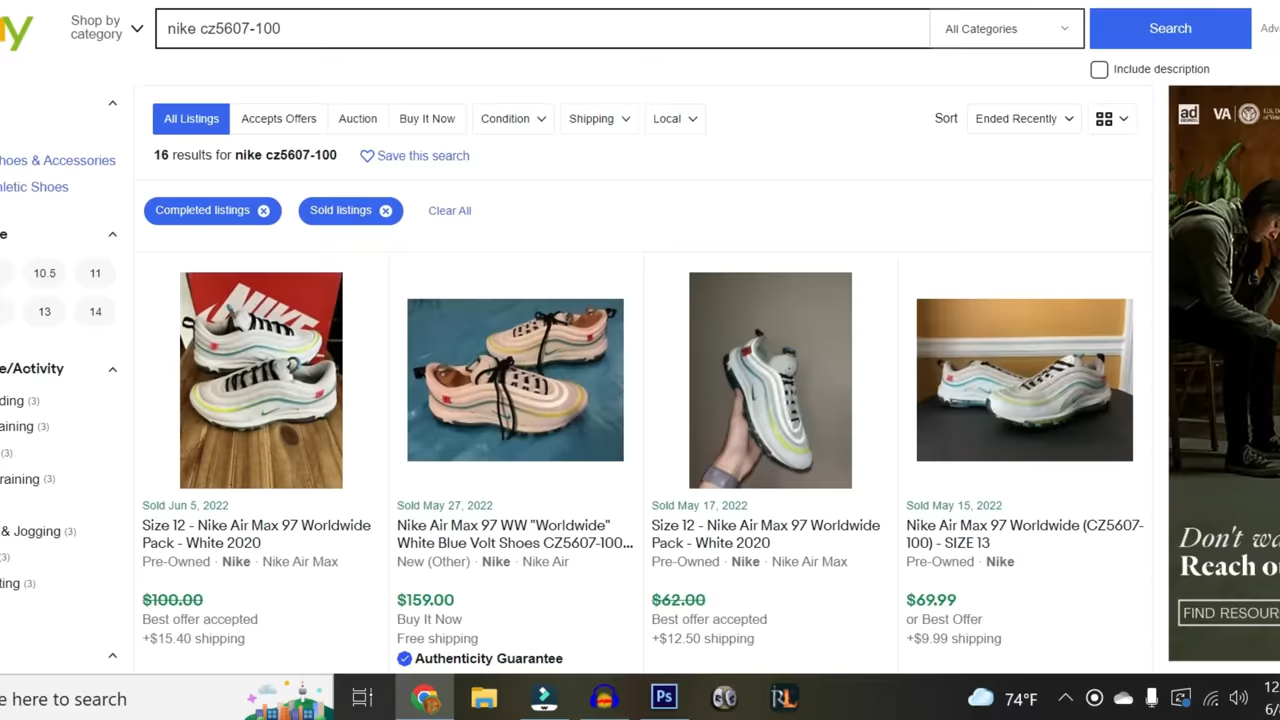 Shop by
category
nike cz5607-100
All Categories
Search
Include description
All Listings
Accepts Offers
Auction
Buy It Now
Condition
Shipping
Local
Sort
Ended Recently
16 results for nike cz5607-100
Save this search
Completed listings
Sold listings
Clear All
hoes & Accessories
hletic Shoes
10.5
11
13
14
e/Activity
ding (3)
aining (3)
(3)
raining (3)
& Jogging (3)
(3)
ting (3)
NIKE
Sold Jun 5, 2022
Size 12 - Nike Air Max 97 Worldwide
Pack - White 2020
Pre-Owned · Nike · Nike Air Max
$100.00
Best offer accepted
+$15.40 shipping
Sold May 27, 2022
Nike Air Max 97 WW "Worldwide"
White Blue Volt Shoes CZ5607-100...
New (Other) · Nike · Nike Air
$159.00
Buy It Now
Free shipping
Authenticity Guarantee
Sold May 17, 2022
Size 12 - Nike Air Max 97 Worldwide
Pack - White 2020
Pre-Owned · Nike · Nike Air Max
$62.00
Best offer accepted
+$12.50 shipping
Sold May 15, 2022
Nike Air Max 97 Worldwide (CZ5607-
100) - SIZE 13
Pre-Owned · Nike
$69.99
or Best Offer
+$9.99 shipping
ad
VA
Don't wa
Reach o
FIND RESOUR
e here to search
Ps
RL
74°F
12
6/